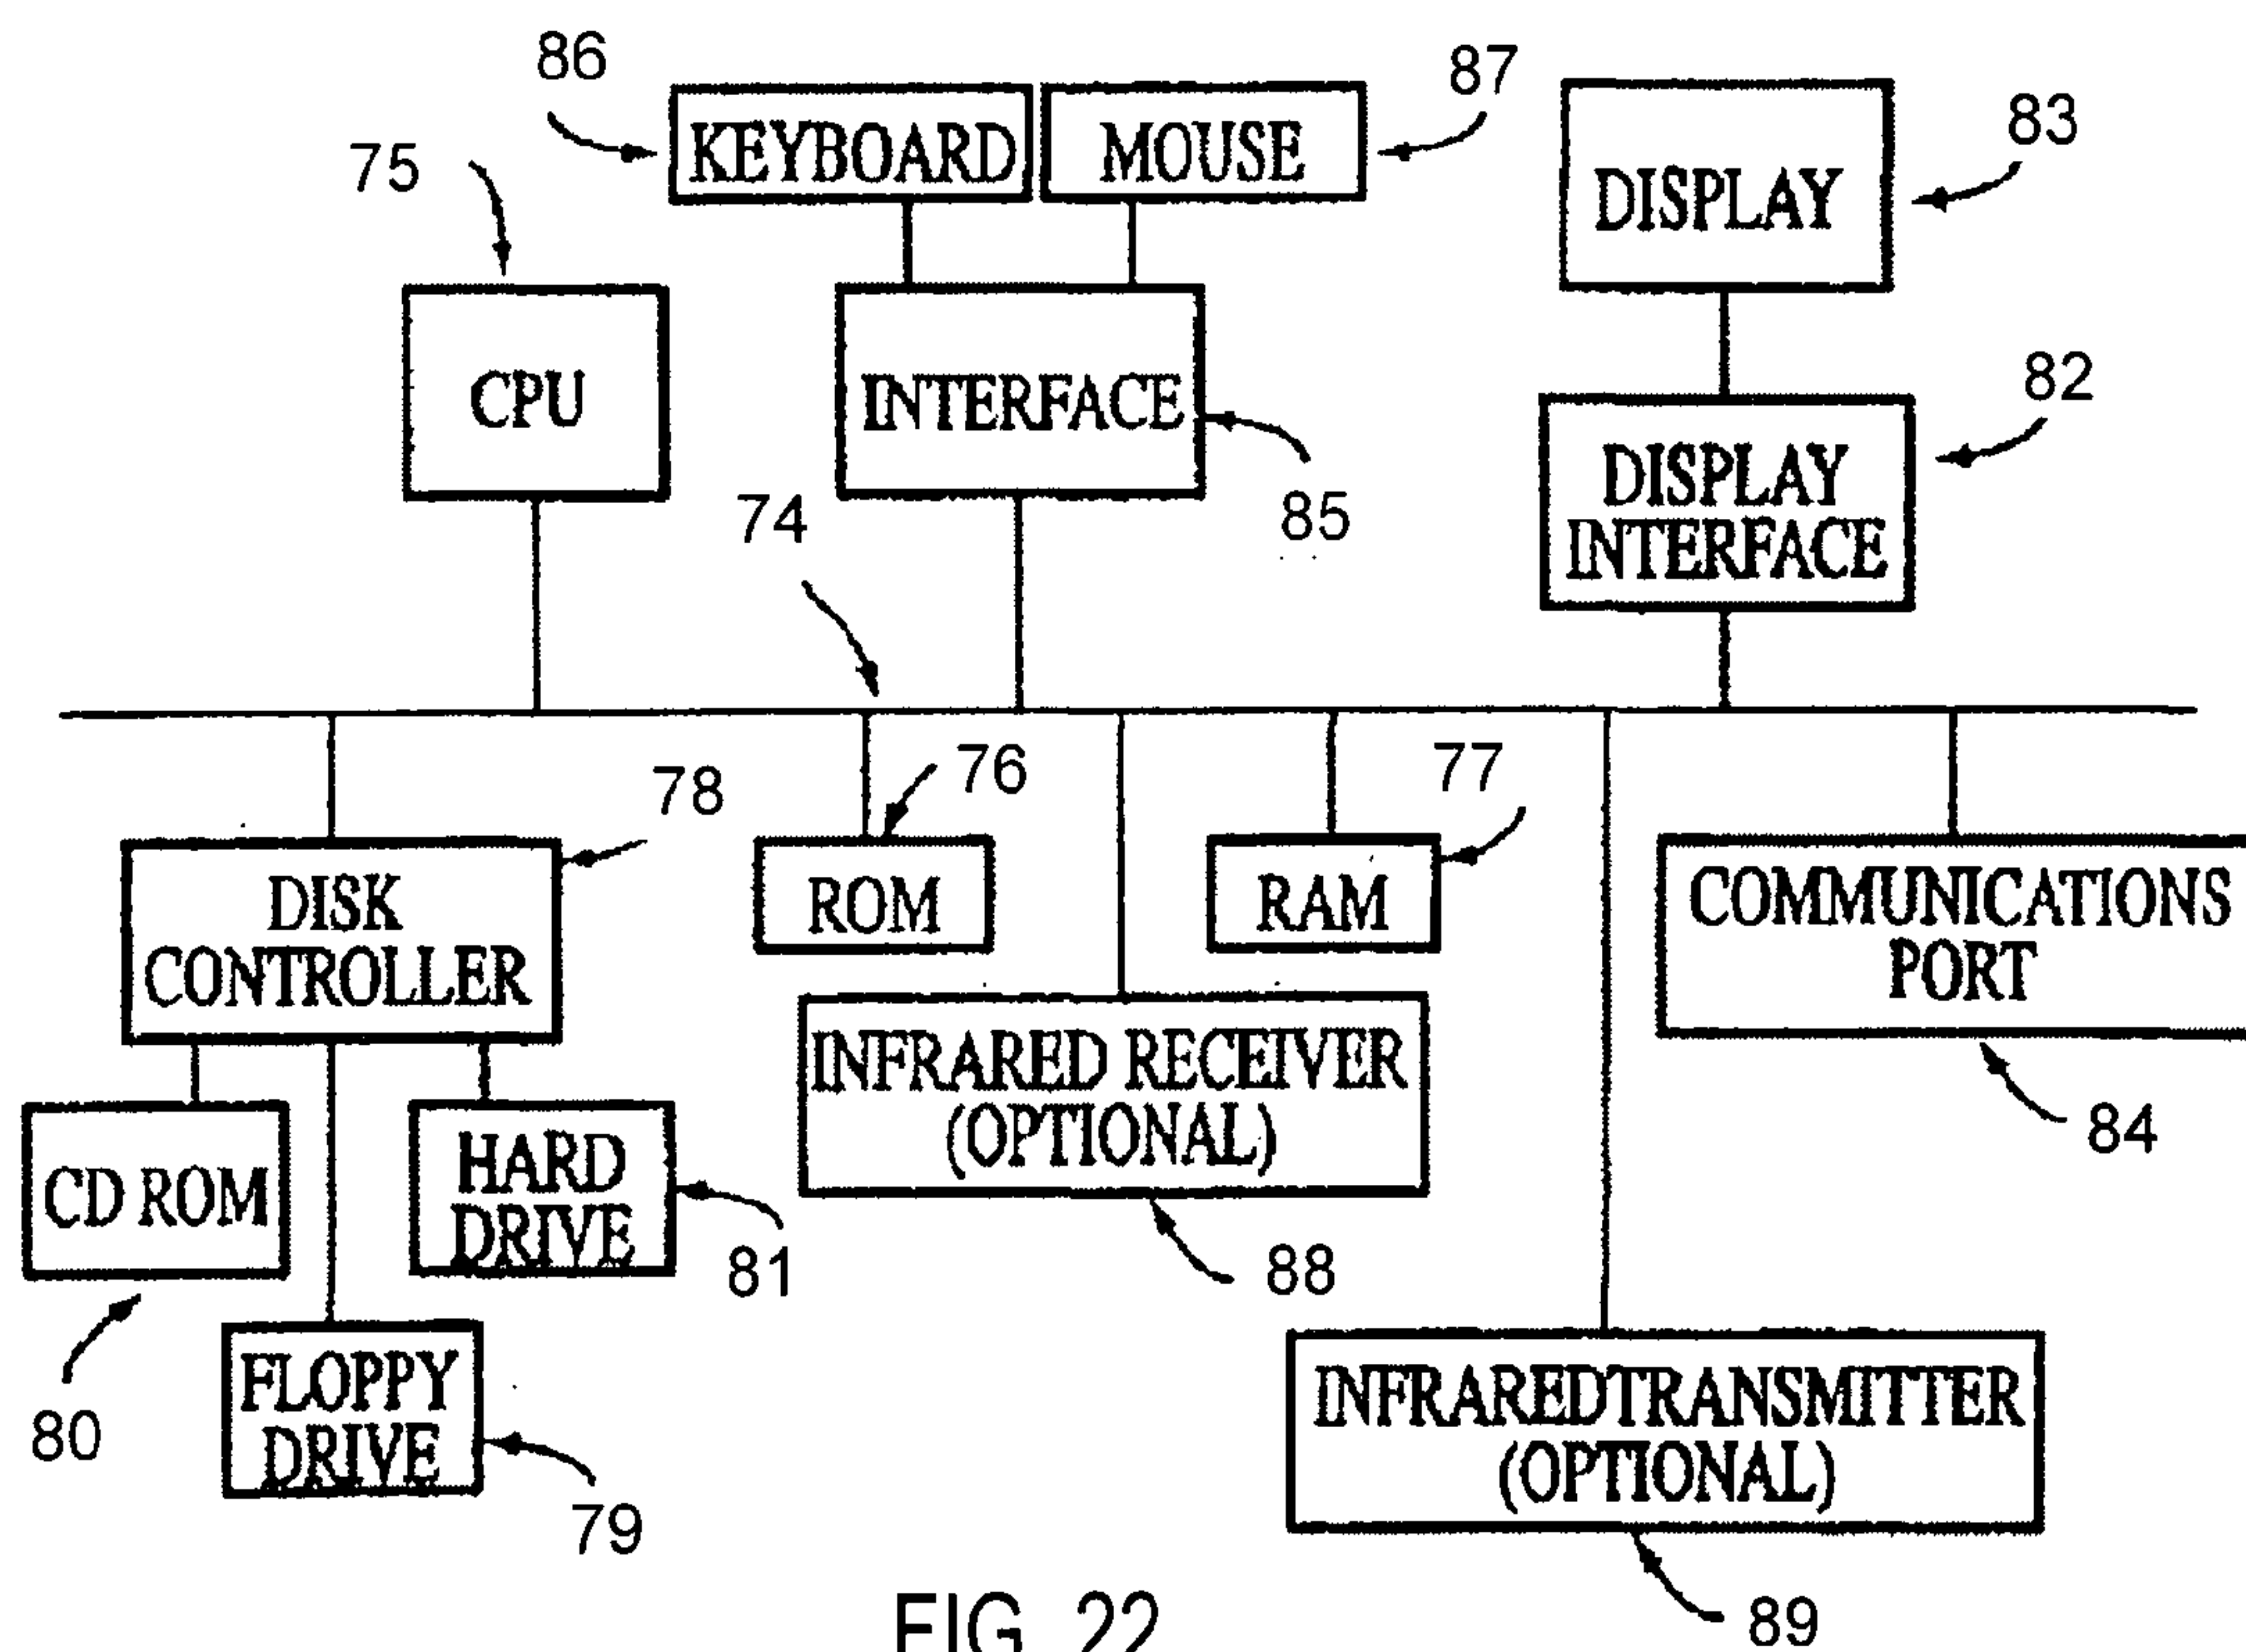 86
KEYBOARD
MOUSE
87
83
75
DISPLAY
CPU
INTERFACE
82
DISPLAY
INTERFACE
74
85
76
77
78
DISK
CONTROLLER
ROM
RAM
COMMUNICATIONS
PORT
INFRARED RECEIVER
(OPTIONAL)
84
CD ROM
HARD
DRIVE
81
88
80
FLOPPY
DRIVE
79
INFRAREDTRANSMITTER
(OPTIONAL)
89
FIG. 22